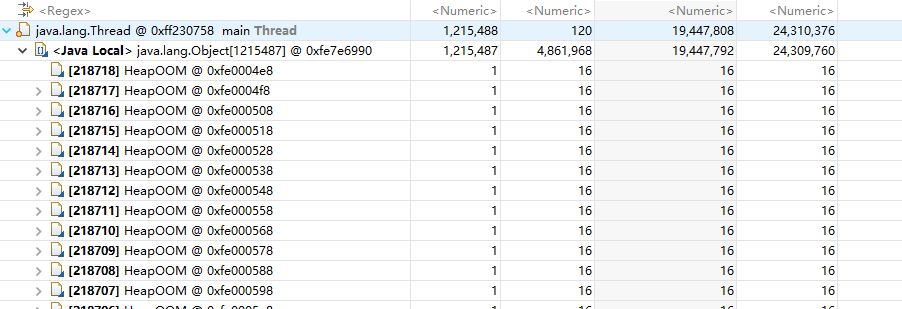 <Regex> <Numeric> <Numeric> <Numeric> <Numeric>
java.lang.Thread @ 0xff230758 main Thread 1,215,488 120 19,447,808 24,310,376
<Java Local> java.lang.Object[1215487] @ 0xfe7e6990 1,215,487 4,861,968 19,447,792 24,309,760
[218718] HeapOOM @ 0xfe0004e8 1 16 16 16
[218717] HeapOOM @ 0xfe0004f8 1 16 16 16
[218716] HeapOOM @ 0xfe000508 1 16 16 16
[218715] HeapOOM @ 0xfe000518 1 16 16 16
[218714] HeapOOM @ 0xfe000528 1 16 16 16
[218713] HeapOOM @ 0xfe000538 1 16 16 16
[218712] HeapOOM @ 0xfe000548 1 16 16 16
[218711] HeapOOM @ 0xfe000558 1 16 16 16
[218710] HeapOOM @ 0xfe000568 1 16 16 16
[218709] HeapOOM @ 0xfe000578 1 16 16 16
[218708] HeapOOM @ 0xfe000588 1 16 16 16
[218707] HeapOOM @ 0xfe000598 1 16 16 16